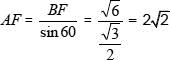 AF = BF / sin 60 = √6 / (√3 / 2) = 2√2